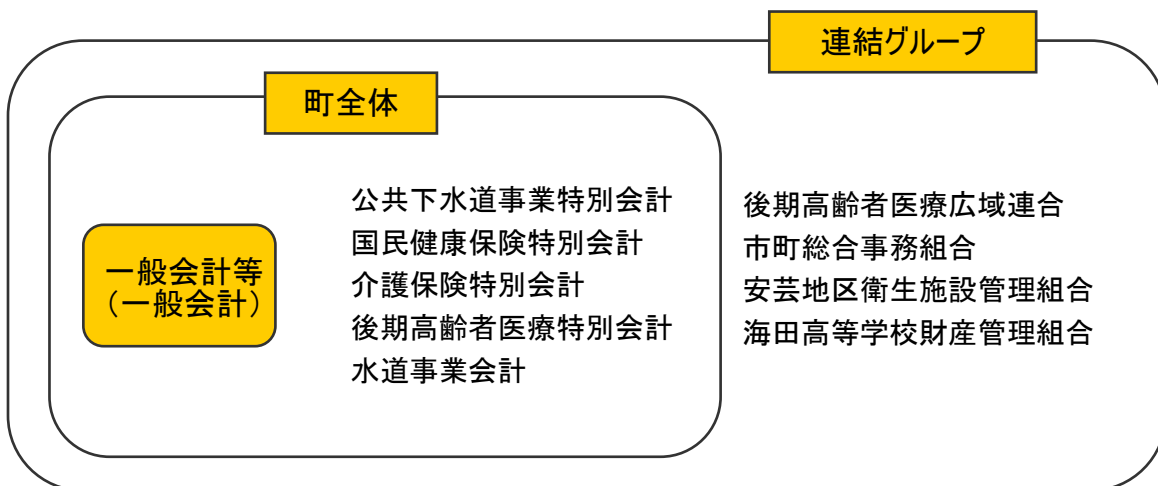 連結グループ
町全体
一般会計等
(一般会計)
公共下水道事業特別会計
国民健康保険特別会計
介護保険特別会計
後期高齢者医療特別会計
水道事業会計
後期高齢者医療広域連合
市町総合事務組合
安芸地区衛生施設管理組合
海田高等学校財産管理組合